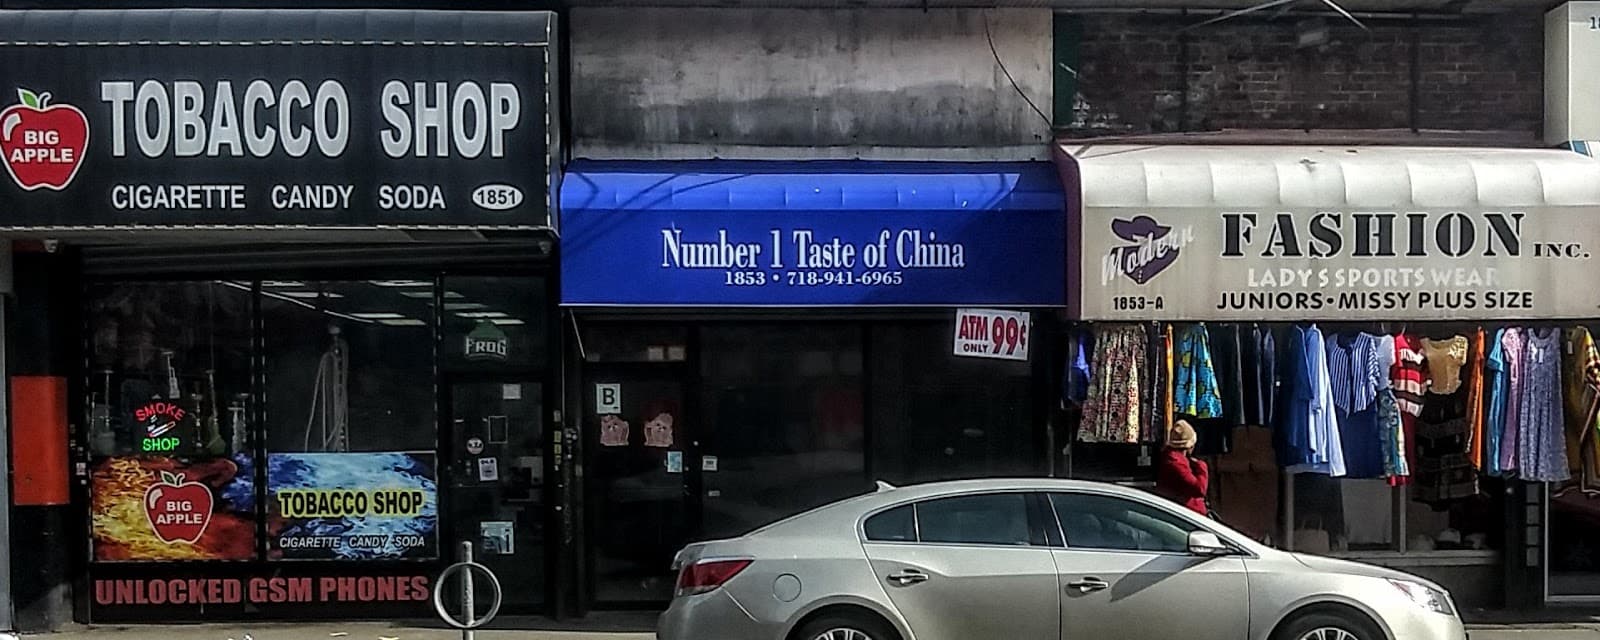 BIG
APPLE
TOBACCO SHOP
CIGARETTE CANDY SODA 1851
FROG
SMOKE
SHOP
BIG
APPLE
TOBACCO SHOP
CIGARETTE CANDY SODA
UNLOCKED GSM PHONES
Number 1 Taste of China
1853 • 718-941-6965
ATM 99¢
ONLY
B
Modern
FASHION INC.
LADY S SPORTS WEAR
1853-A
JUNIORS•MISSY PLUS SIZE